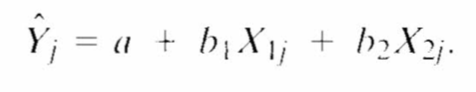 Ŷⱼ = a + b₁X₁ⱼ + b₂X₂ⱼ.